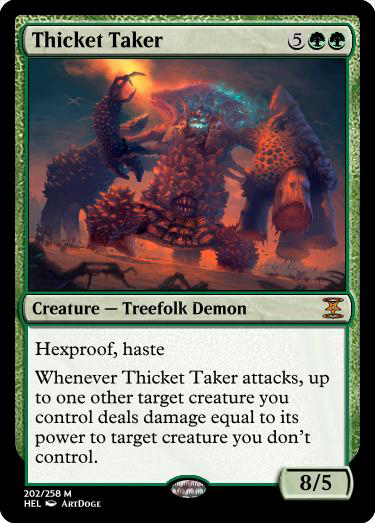 Thicket Taker 5
Creature — Treefolk Demon
Hexproof, haste
Whenever Thicket Taker attacks, up
to one other target creature you
control deals damage equal to its
power to target creature you don't
control.
8/5
202/258 M
HEL ArtDoge